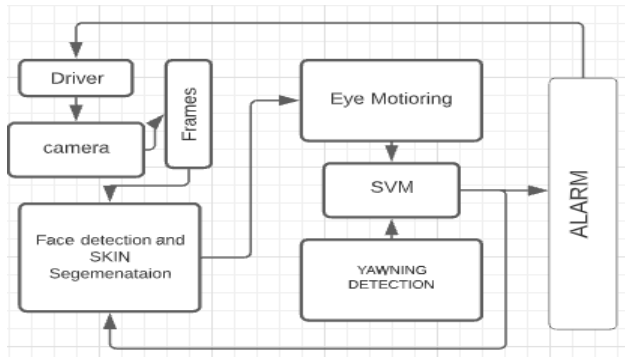 Driver
camera
Frames
Face detection and
SKIN
Segemenataion
Eye Motioring
SVM
YAWNING
DETECTION
ALARM